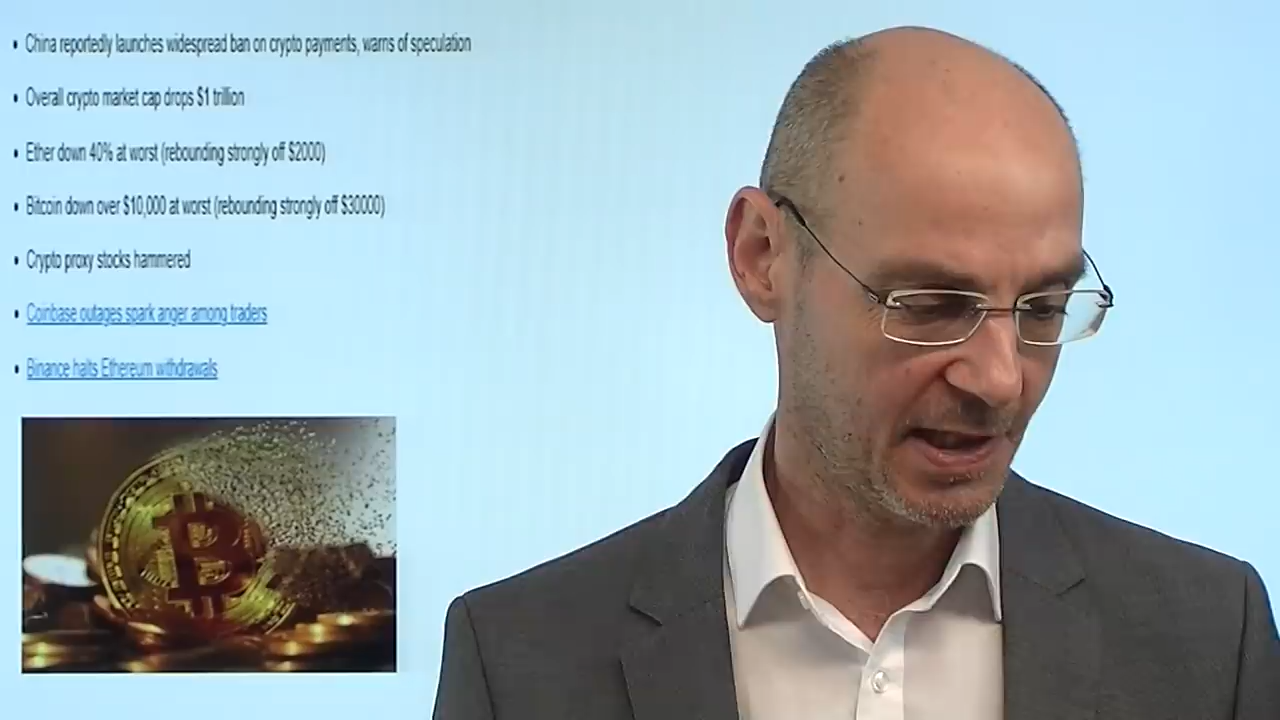 China reportedly launches widespread ban on crypto payments, warns of speculation
Overall crypto market cap drops $1 trillion
Ether down 40% at worst (rebounding strongly off $2000)
Bitcoin down over $10,000 at worst (rebounding strongly off $30000)
Crypto proxy stocks hammered
Coinbase outages spark anger among traders
Binance halts Ethereum withdrawals